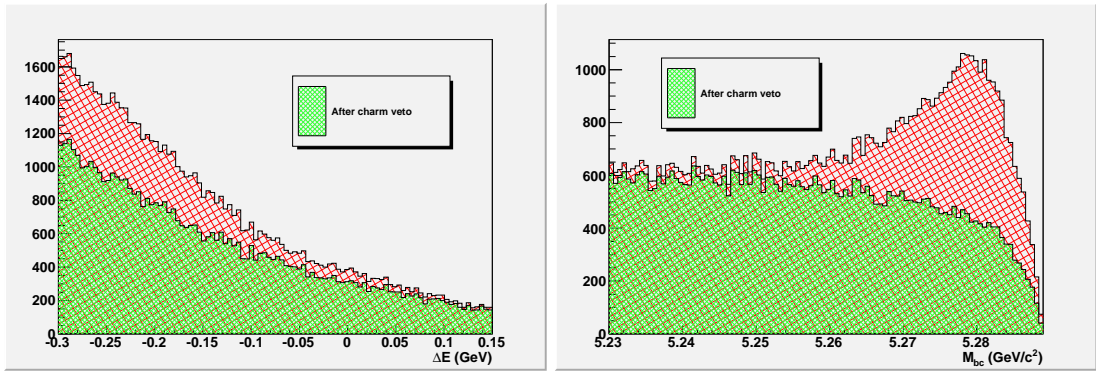 1600
1400
1200
1000
800
600
400
200
0
-0.3 -0.25 -0.2 -0.15 -0.1 -0.05 0 0.05 0.1 0.15
ΔE (GeV)
After charm veto
1000
800
600
400
200
0
5.23 5.24 5.25 5.26 5.27 5.28
M_bc (GeV/c²)
After charm veto